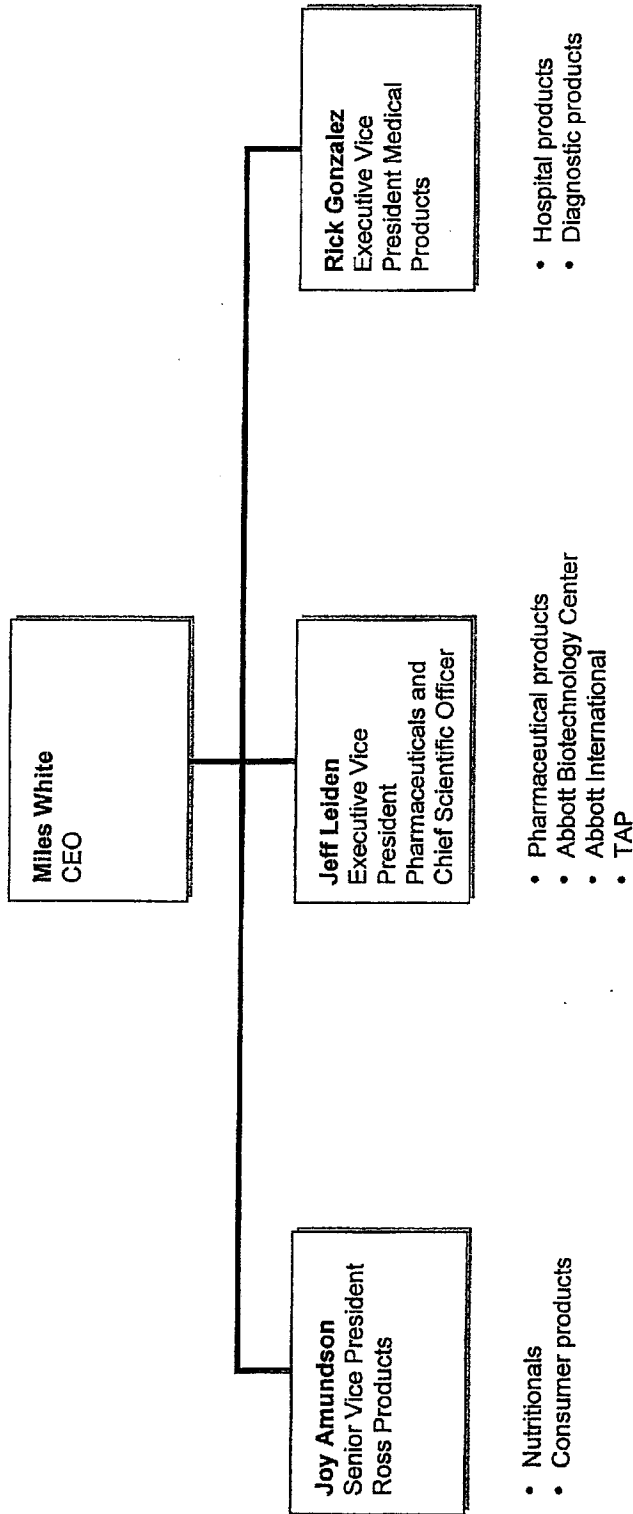 Miles White
CEO
Joy Amundson
Senior Vice President
Ross Products
• Nutritionals
• Consumer products
Jeff Leiden
Executive Vice
President
Pharmaceuticals and
Chief Scientific Officer
• Pharmaceutical products
• Abbott Biotechnology Center
• Abbott International
• TAP
Rick Gonzalez
Executive Vice
President Medical
Products
• Hospital products
• Diagnostic products